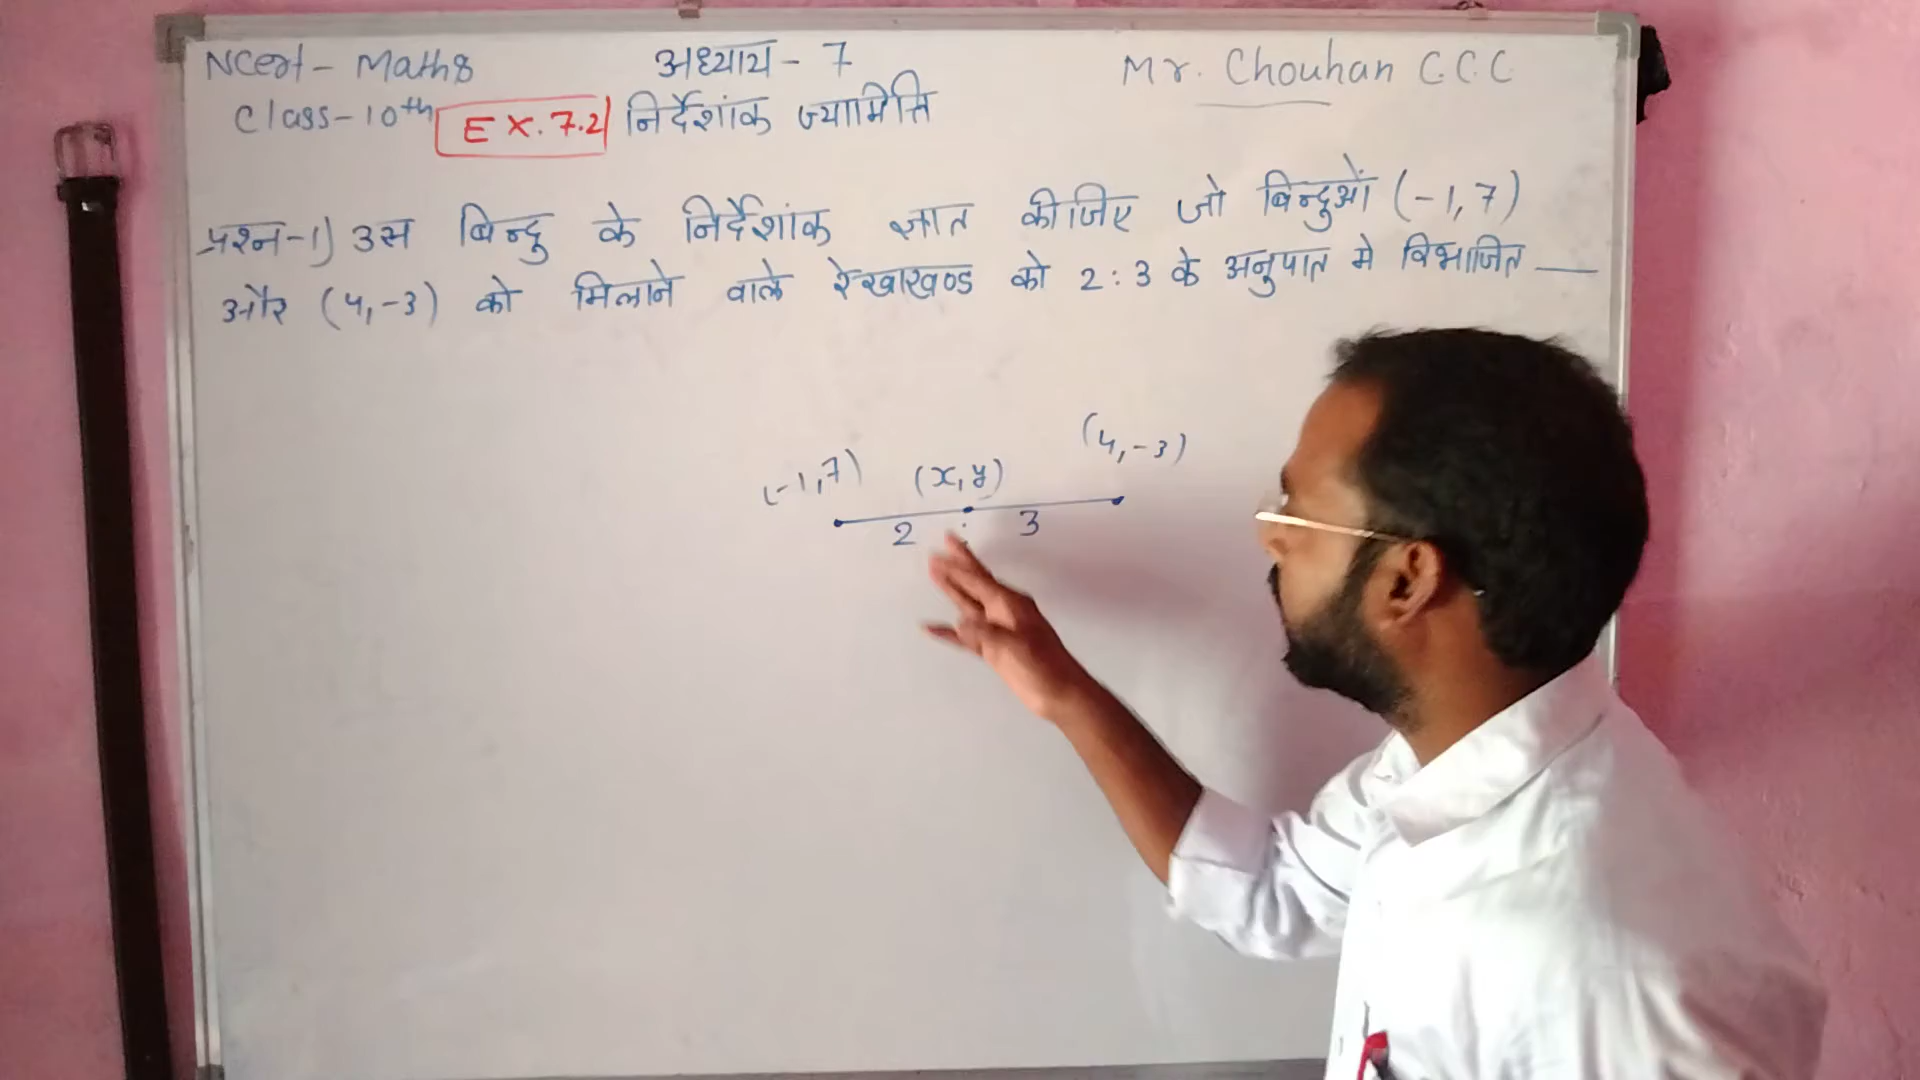 NCert - Maths अध्याय - 7 Mr. Chouhan C.C.C
Class-10th EX.7.2 निर्देशांक ज्यामिति
प्रश्न-1) उस बिन्दु के निर्देशांक ज्ञात कीजिए जो बिन्दुओं (-1,7)
और (4,-3) को मिलाने वाले रेखाखण्ड को 2:3 के अनुपात मे विभाजित —
(-1,7) (x,y) (4,-3)
2 : 3